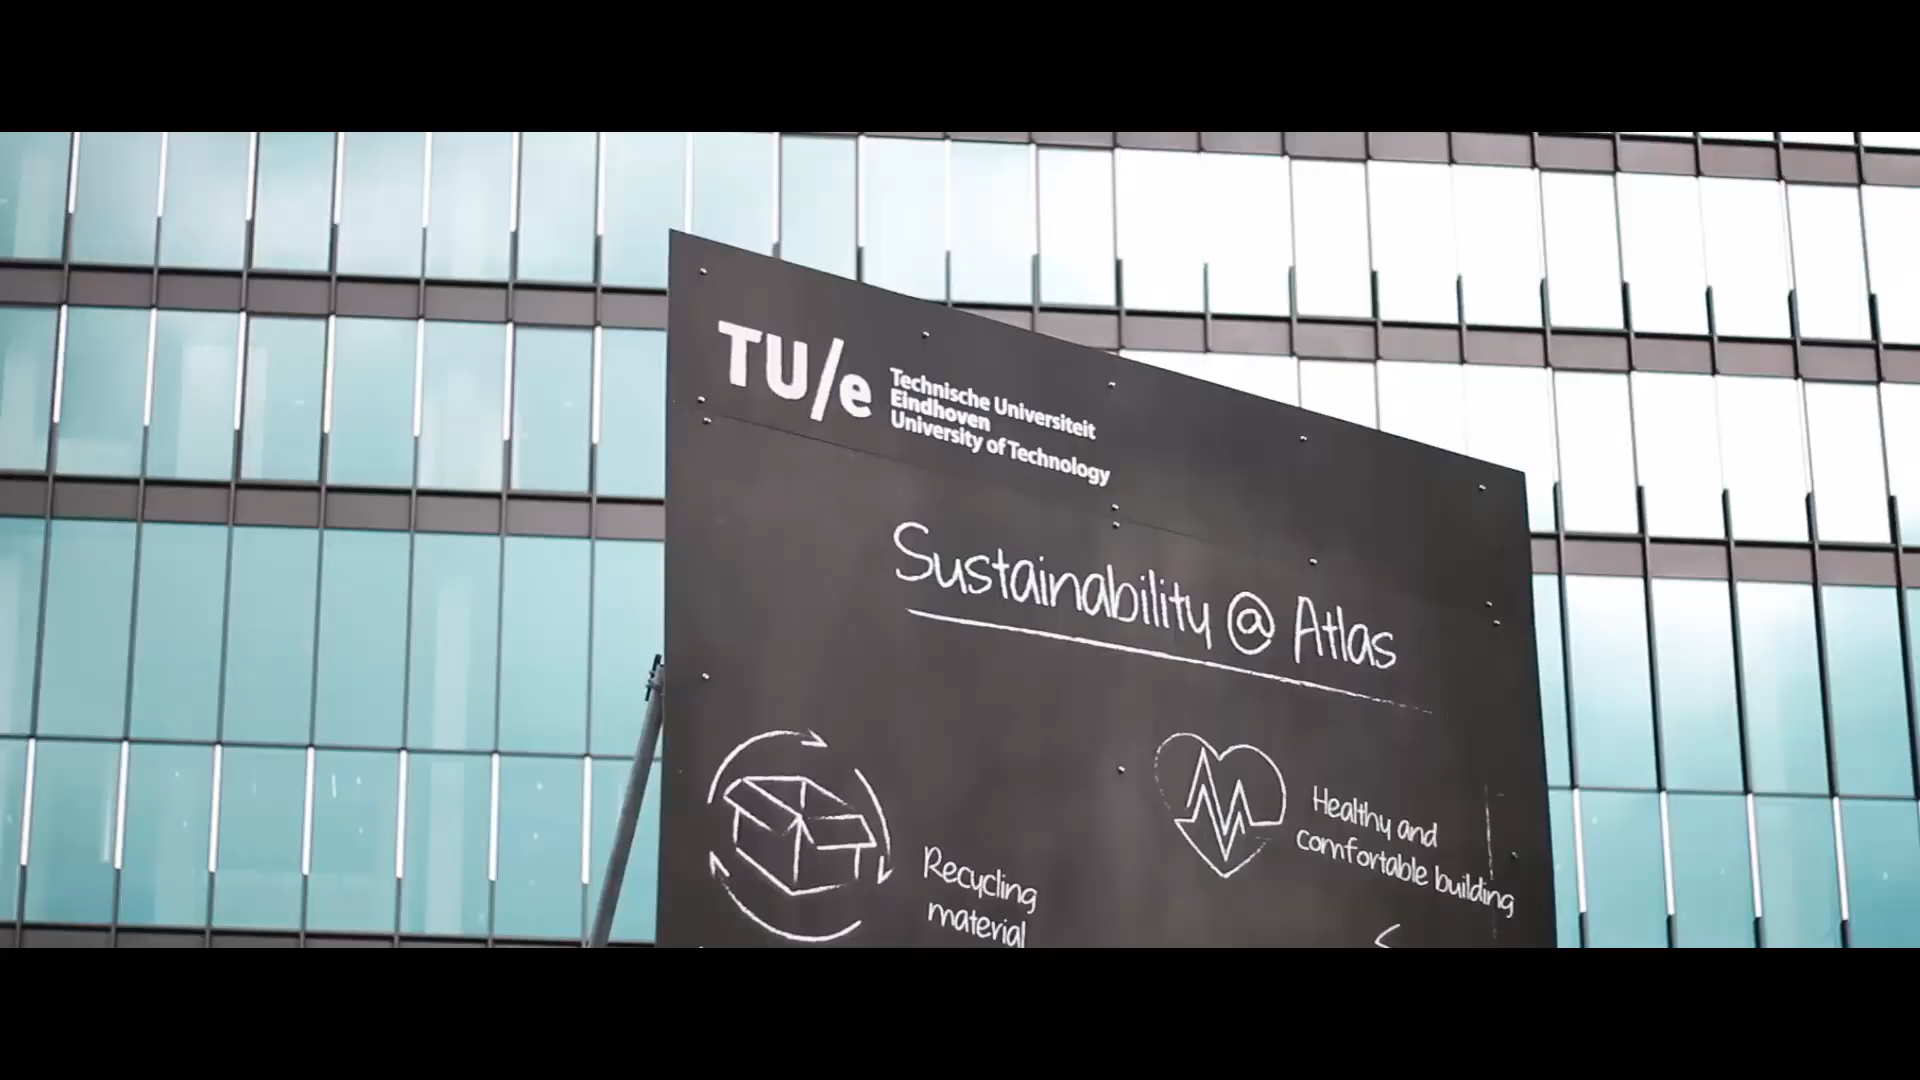 TU/e
Technische Universiteit
Eindhoven
University of Technology
Sustainability @ Atlas
Recycling
material
Healthy and
comfortable building